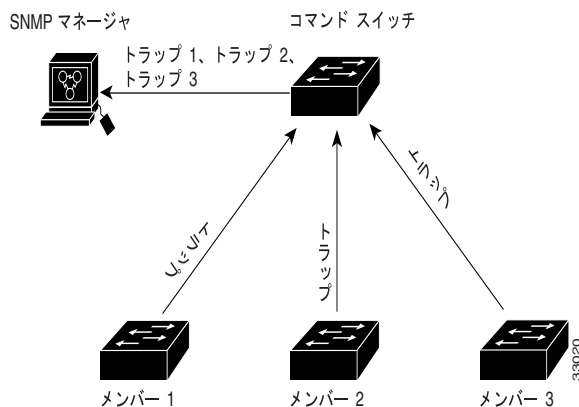 SNMP マネージャ
コマンド スイッチ
トラップ 1、トラップ 2、
トラップ 3
トラップ
トラップ
トラップ
メンバー 1
メンバー 2
メンバー 3
33020